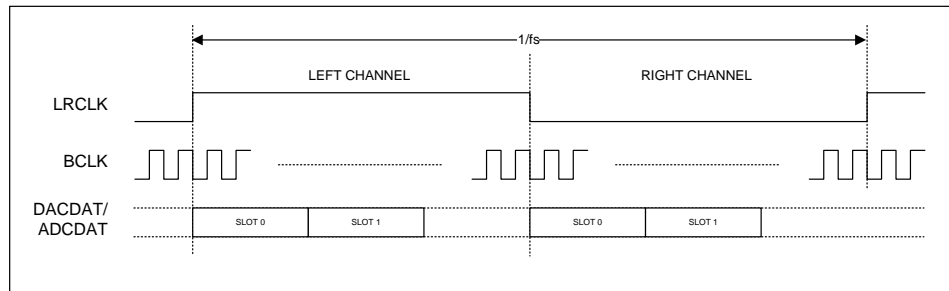 1/fs
LEFT CHANNEL RIGHT CHANNEL
LRCLK
BCLK
DACDAT/
ADCDAT
SLOT 0 SLOT 1 SLOT 0 SLOT 1